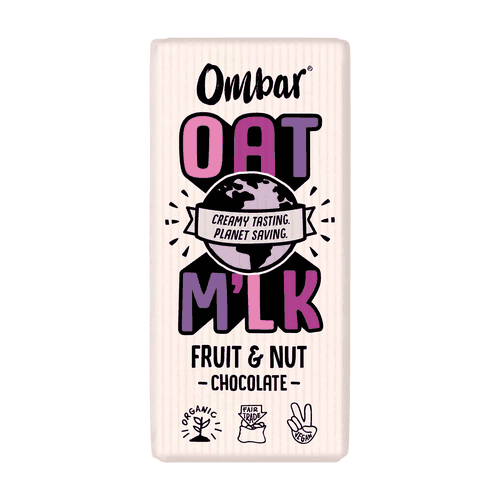 Ombar®
OAT
CREAMY TASTING.
PLANET SAVING.
M'LK
FRUIT & NUT
- CHOCOLATE -
ORGANIC
FAIR
TRADE
VEGAN